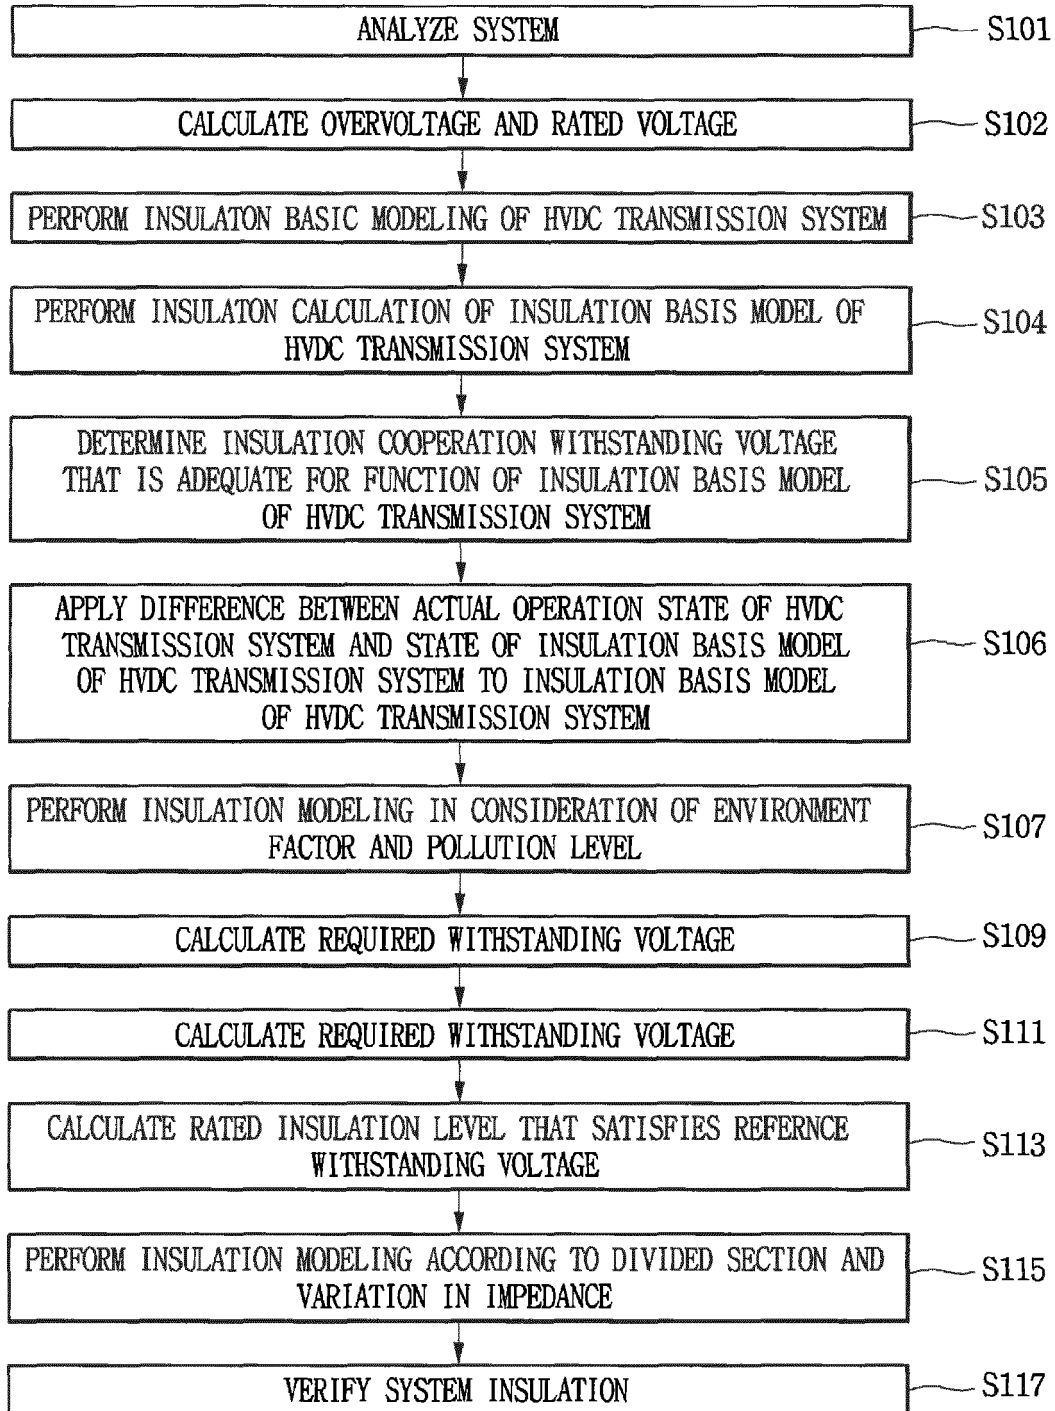 ANALYZE SYSTEM
S101
CALCULATE OVERVOLTAGE AND RATED VOLTAGE
S102
PERFORM INSULATON BASIC MODELING OF HVDC TRANSMISSION SYSTEM
S103
PERFORM INSULATON CALCULATION OF INSULATION BASIS MODEL OF
HVDC TRANSMISSION SYSTEM
S104
DETERMINE INSULATION COOPERATION WITHSTANDING VOLTAGE
THAT IS ADEQUATE FOR FUNCTION OF INSULATION BASIS MODEL
OF HVDC TRANSMISSION SYSTEM
S105
APPLY DIFFERENCE BETWEEN ACTUAL OPERATION STATE OF HVDC
TRANSMISSION SYSTEM AND STATE OF INSULATION BASIS MODEL
OF HVDC TRANSMISSION SYSTEM TO INSULATION BASIS MODEL
OF HVDC TRANSMISSION SYSTEM
S106
PERFORM INSULATION MODELING IN CONSIDERATION OF ENVIRONMENT
FACTOR AND POLLUTION LEVEL
S107
CALCULATE REQUIRED WITHSTANDING VOLTAGE
S109
CALCULATE REQUIRED WITHSTANDING VOLTAGE
S111
CALCULATE RATED INSULATION LEVEL THAT SATISFIES REFERNCE
WITHSTANDING VOLTAGE
S113
PERFORM INSULATION MODELING ACCORDING TO DIVIDED SECTION AND
VARIATION IN IMPEDANCE
S115
VERIFY SYSTEM INSULATION
S117